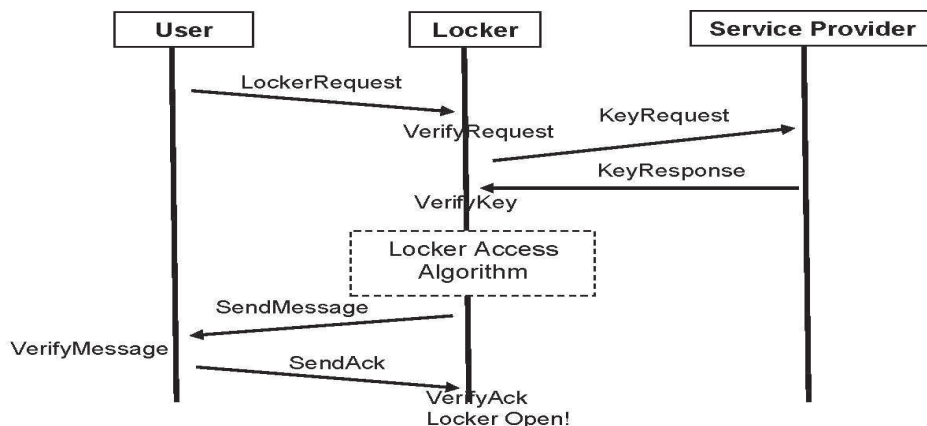 User
Locker
Service Provider
LockerRequest
KeyRequest
VerifyRequest
KeyResponse
VerifyKey
Locker Access
Algorithm
SendMessage
VerifyMessage
SendAck
VerifyAck
Locker Open!